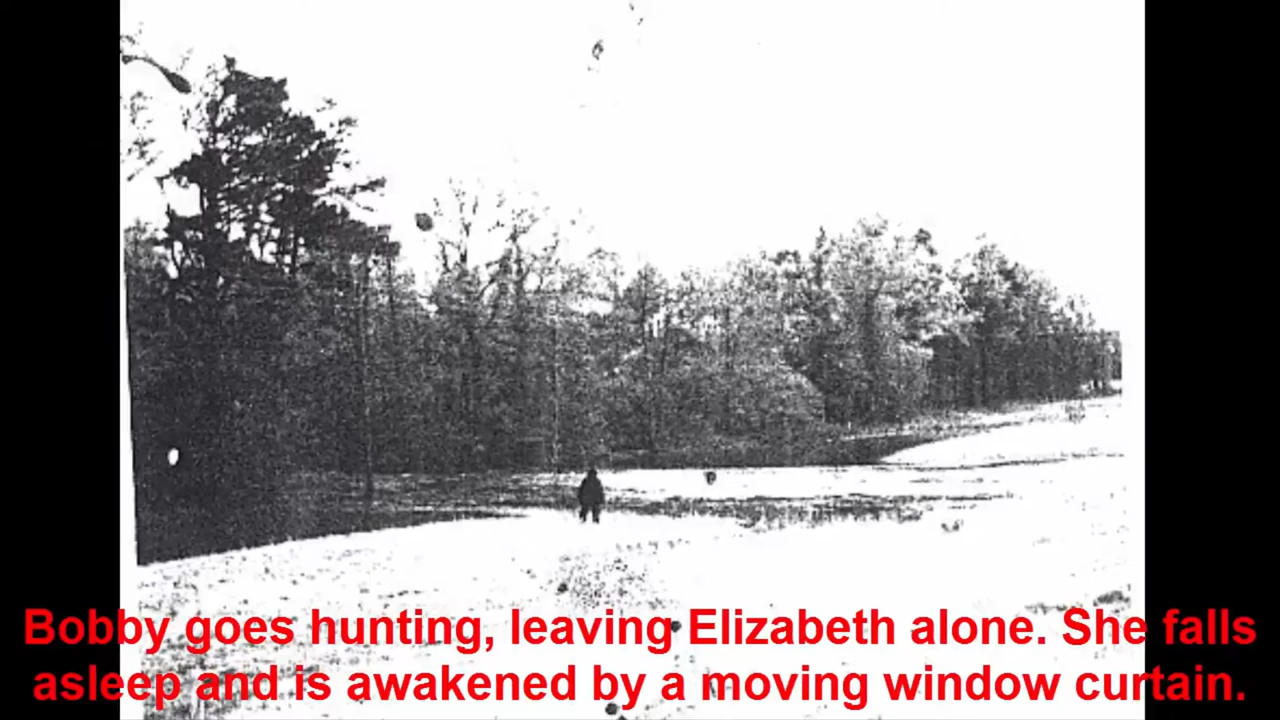 Bobby goes hunting, leaving Elizabeth alone. She falls
asleep and is awakened by a moving window curtain.